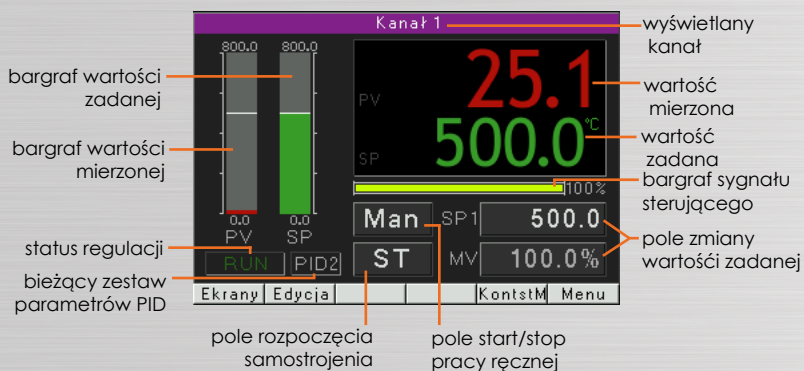 Kanał 1
wyświetlany
kanał
800.0 800.0
bargraf wartości
zadanej
PV
25.1
wartość
mierzona
°C
SP
500.0
wartość
zadana
bargraf wartości
mierzonej
100%
bargraf sygnału
sterującego
0.0 0.0
PV SP
Man SP1 500.0
status regulacji
RUN PID2
ST MV 100.0%
pole zmiany
wartośći zadanej
bieżący zestaw
parametrów PID
Ekrany Edycja KontstM Menu
pole rozpoczęcia
samostrojenia
pole start/stop
pracy ręcznej